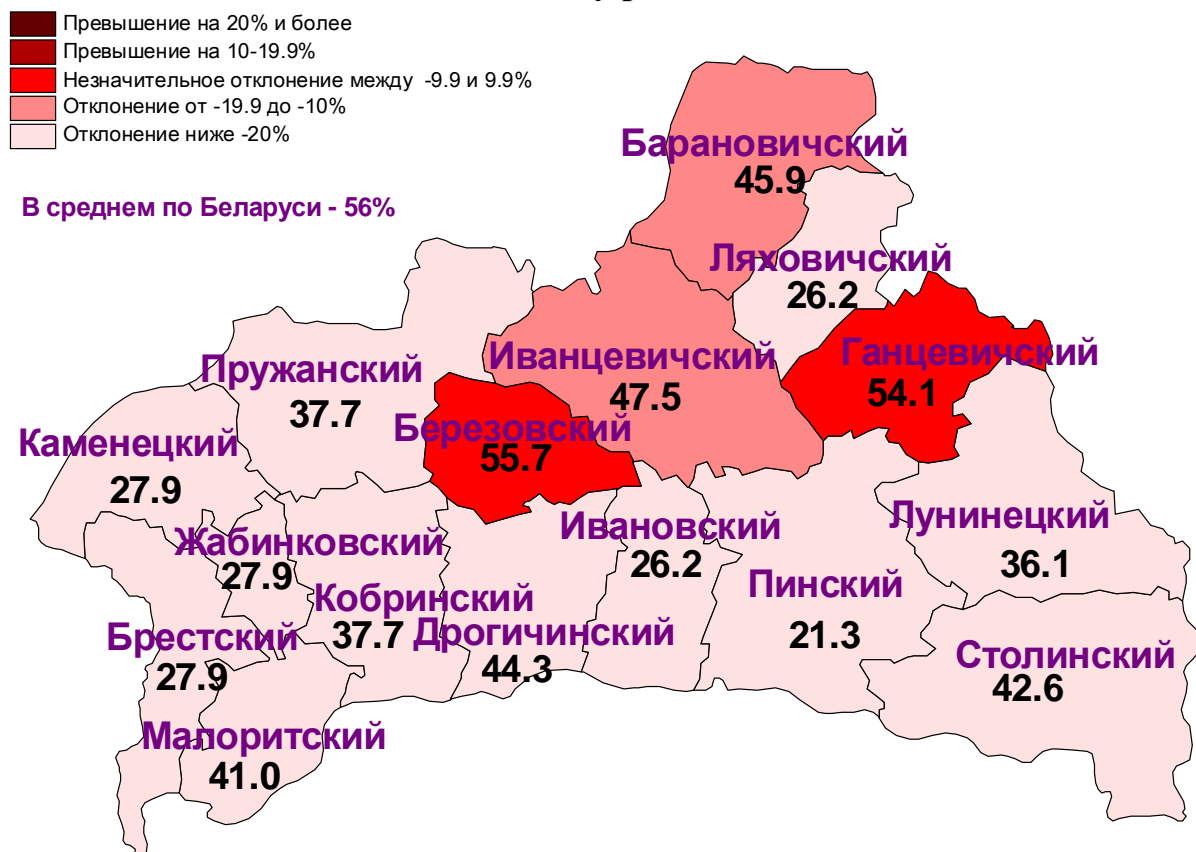 Превышение на 20% и более
Превышение на 10-19.9%
Незначительное отклонение между -9.9 и 9.9%
Отклонение от -19.9 до -10%
Отклонение ниже -20%
В среднем по Беларуси - 56%
Барановичский
45.9
Ляховичский
26.2
Ганцевичский
54.1
Иванцевичский
47.5
Пружанский
37.7
Березовский
55.7
Каменецкий
27.9
Жабинковский
27.9
Ивановский
26.2
Лунинецкий
36.1
Кобринский
37.7
Пинский
21.3
Дрогичинский
44.3
Брестский
27.9
Столинский
42.6
Малоритский
41.0